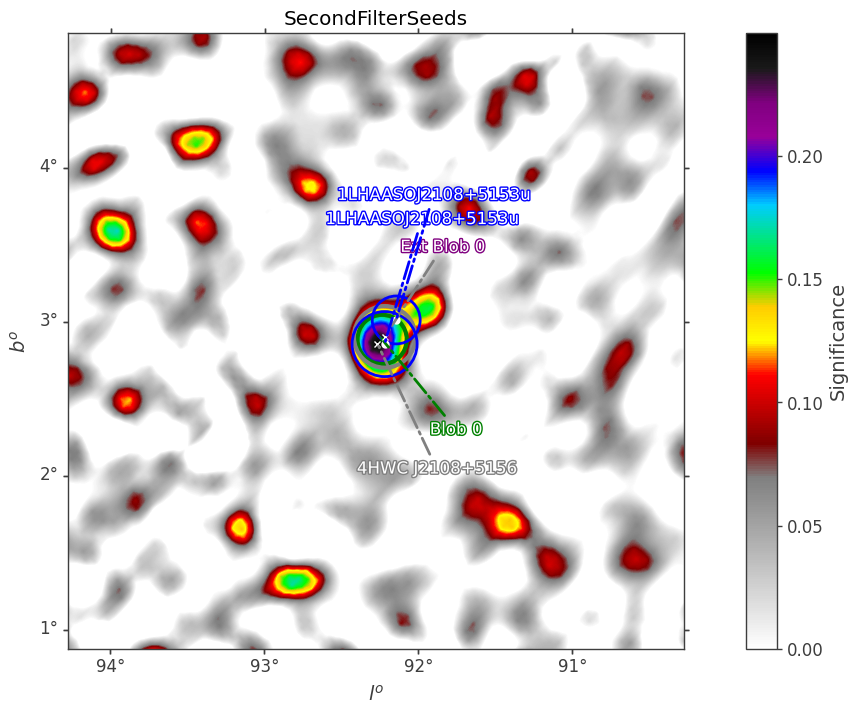 SecondFilterSeeds
1LHAASOJ2108+5153u
1LHAASOJ2108+5153u
Ext Blob 0
Blob 0
4HWC J2108+5156
4°
3°
2°
1°
b°
94°
93°
92°
91°
l°
0.20
0.15
0.10
0.05
0.00
Significance